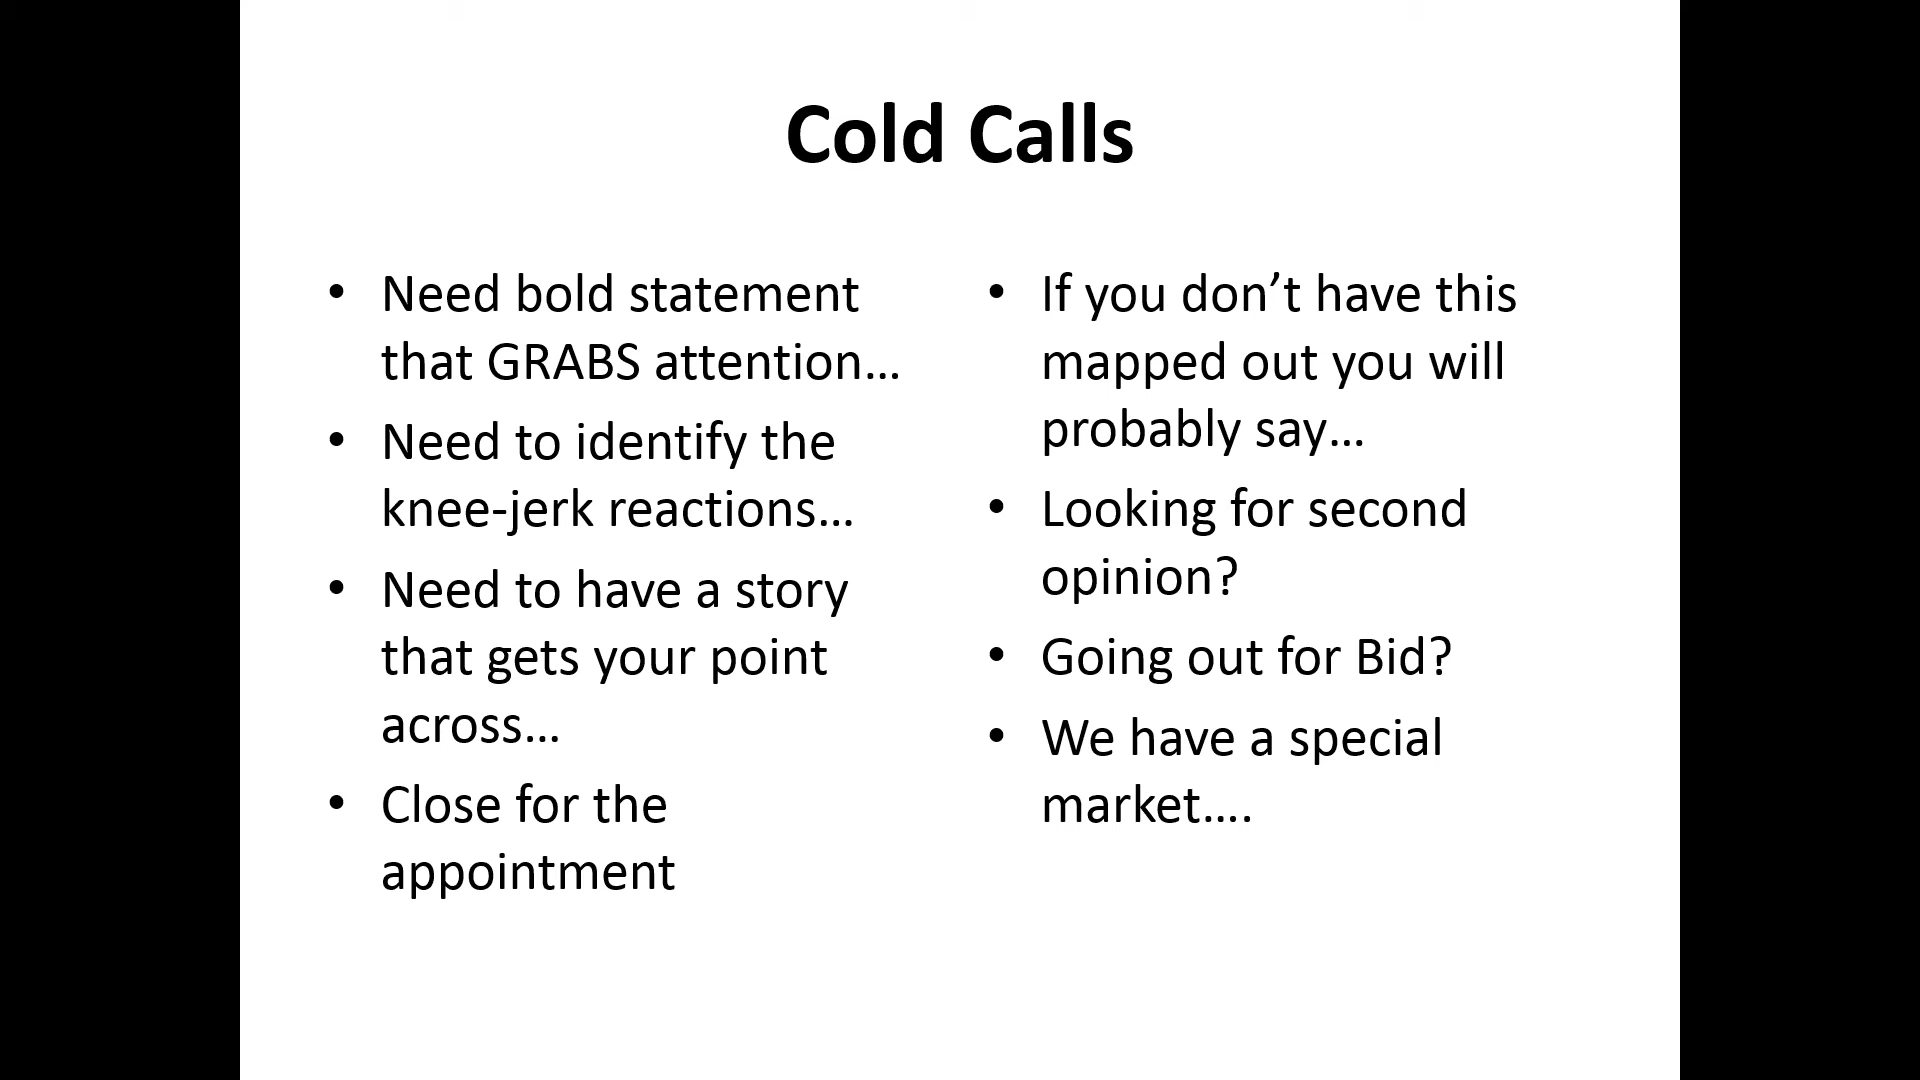 Cold Calls
• Need bold statement
that GRABS attention…
• Need to identify the
knee-jerk reactions…
• Need to have a story
that gets your point
across…
• Close for the
appointment
• If you don’t have this
mapped out you will
probably say…
• Looking for second
opinion?
• Going out for Bid?
• We have a special
market….